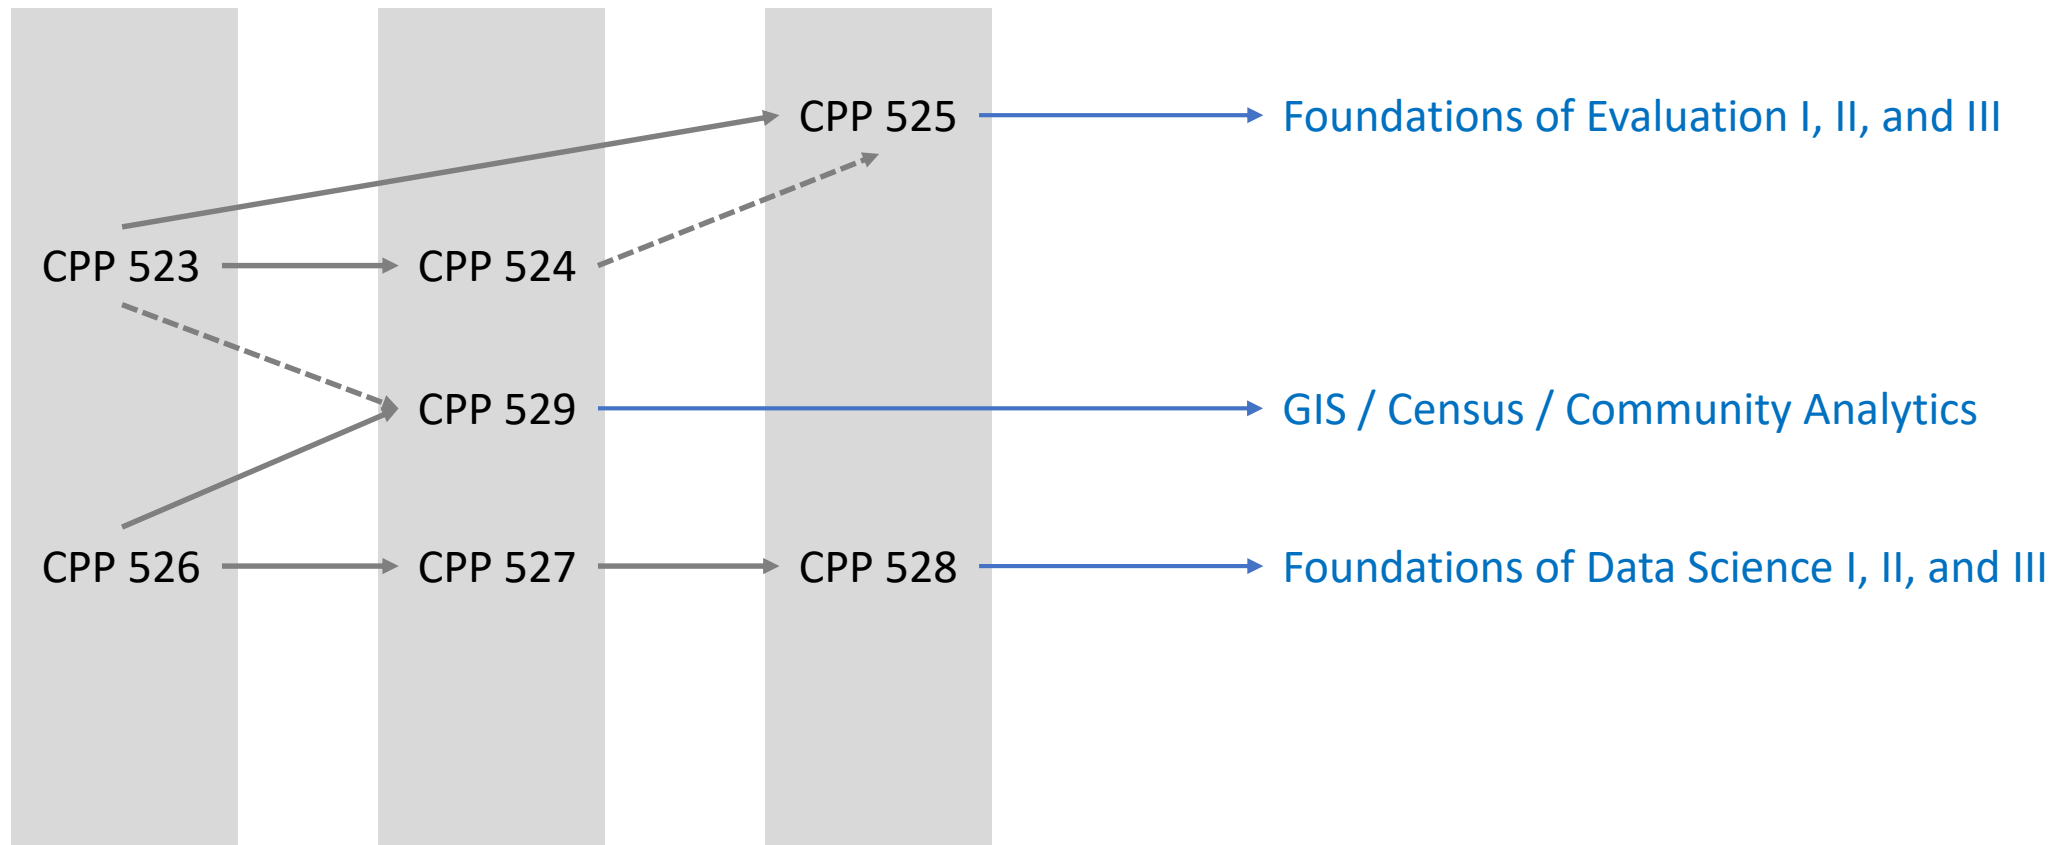 CPP 525
Foundations of Evaluation I, II, and III
CPP 523
CPP 524
CPP 529
GIS / Census / Community Analytics
CPP 526
CPP 527
CPP 528
Foundations of Data Science I, II, and III